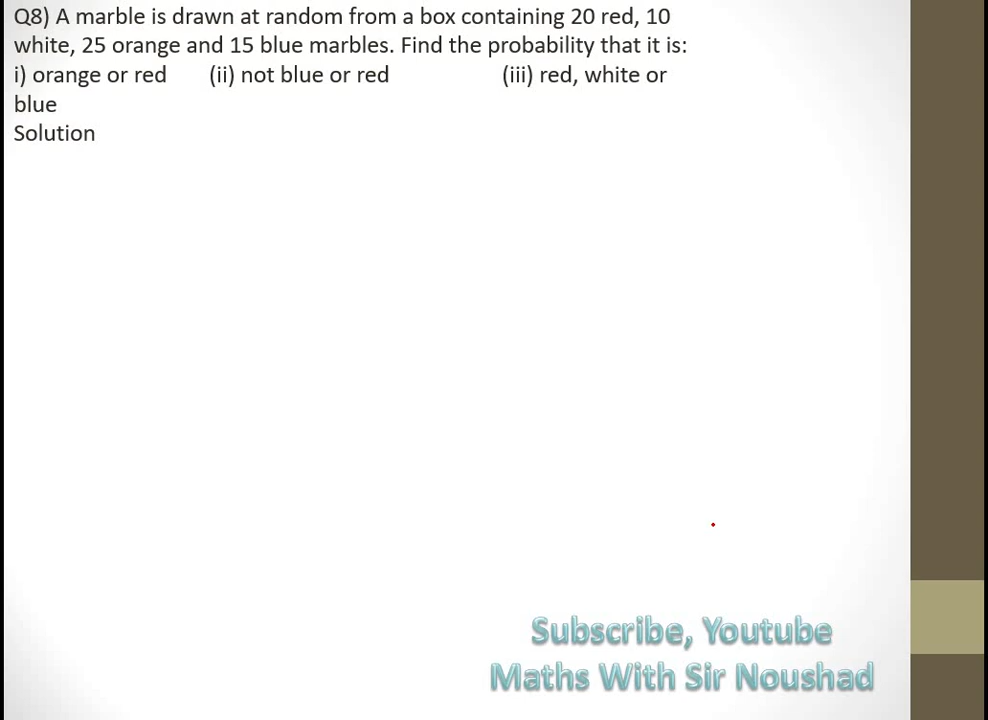 Q8) A marble is drawn at random from a box containing 20 red, 10
white, 25 orange and 15 blue marbles. Find the probability that it is:
i) orange or red (ii) not blue or red (iii) red, white or
blue
Solution
Subscribe, Youtube
Maths With Sir Noushad